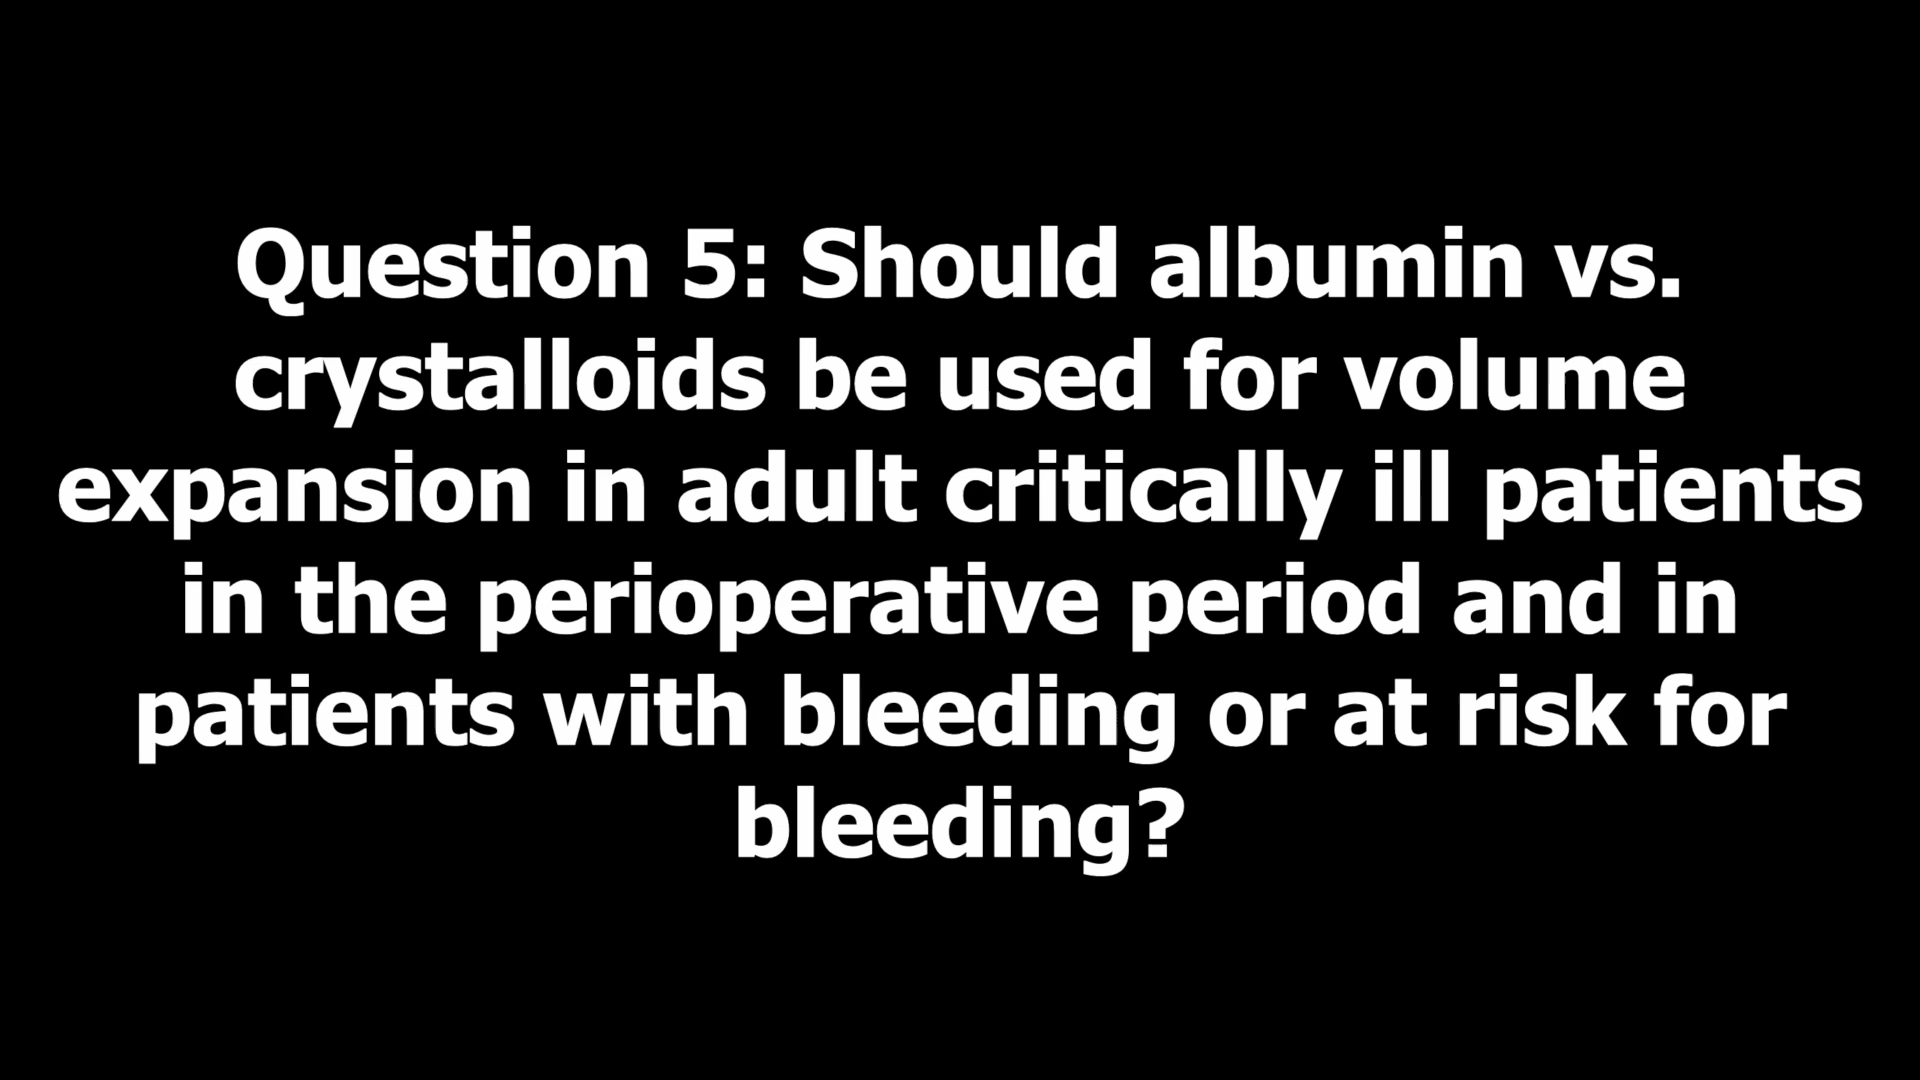 Question 5: Should albumin vs.
crystalloids be used for volume
expansion in adult critically ill patients
in the perioperative period and in
patients with bleeding or at risk for
bleeding?